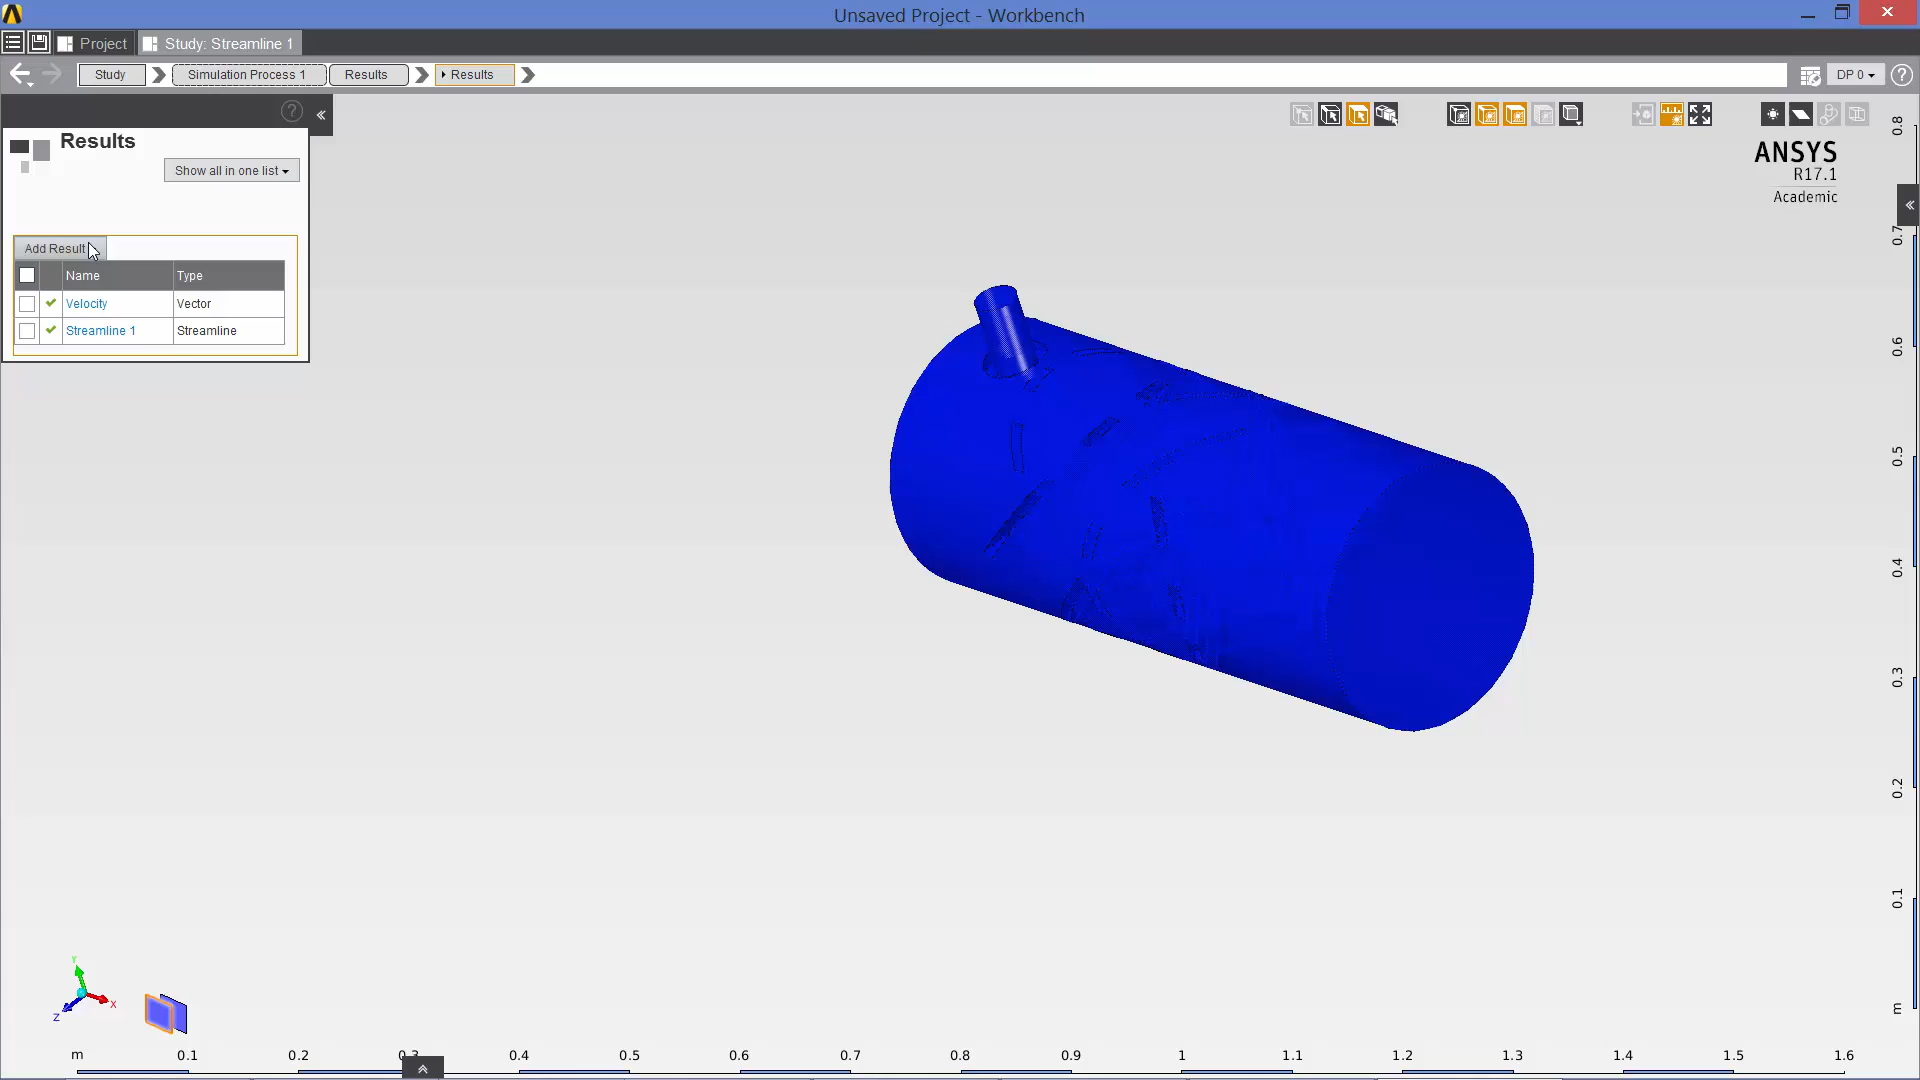 Unsaved Project - Workbench
Project
Study: Streamline 1
Study
Simulation Process 1
Results
Results
DP 0
?
?
Results
Show all in one list
Add Result
Name Type
Velocity Vector
Streamline 1 Streamline
ANSYS
R17.1
Academic
0.8
0.7
0.6
0.5
0.4
0.3
0.2
0.1
m
Y
X
Z
m 0.1 0.2 0.3 0.4 0.5 0.6 0.7 0.8 0.9 1 1.1 1.2 1.3 1.4 1.5 1.6